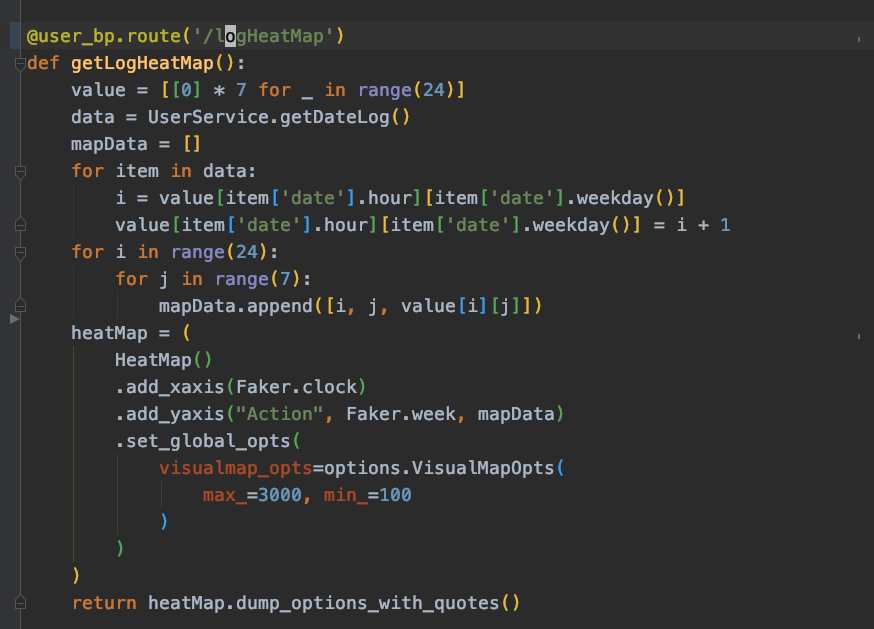 @user_bp.route('/logHeatMap')
def getLogHeatMap():
    value = [[0] * 7 for _ in range(24)]
    data = UserService.getDateLog()
    mapData = []
    for item in data:
        i = value[item['date'].hour][item['date'].weekday()]
        value[item['date'].hour][item['date'].weekday()] = i + 1
    for i in range(24):
        for j in range(7):
            mapData.append([i, j, value[i][j]])
    heatMap = (
        HeatMap()
        .add_xaxis(Faker.clock)
        .add_yaxis("Action", Faker.week, mapData)
        .set_global_opts(
            visualmap_opts=options.VisualMapOpts(
                max_=3000, min_=100
            )
        )
    )
    return heatMap.dump_options_with_quotes()